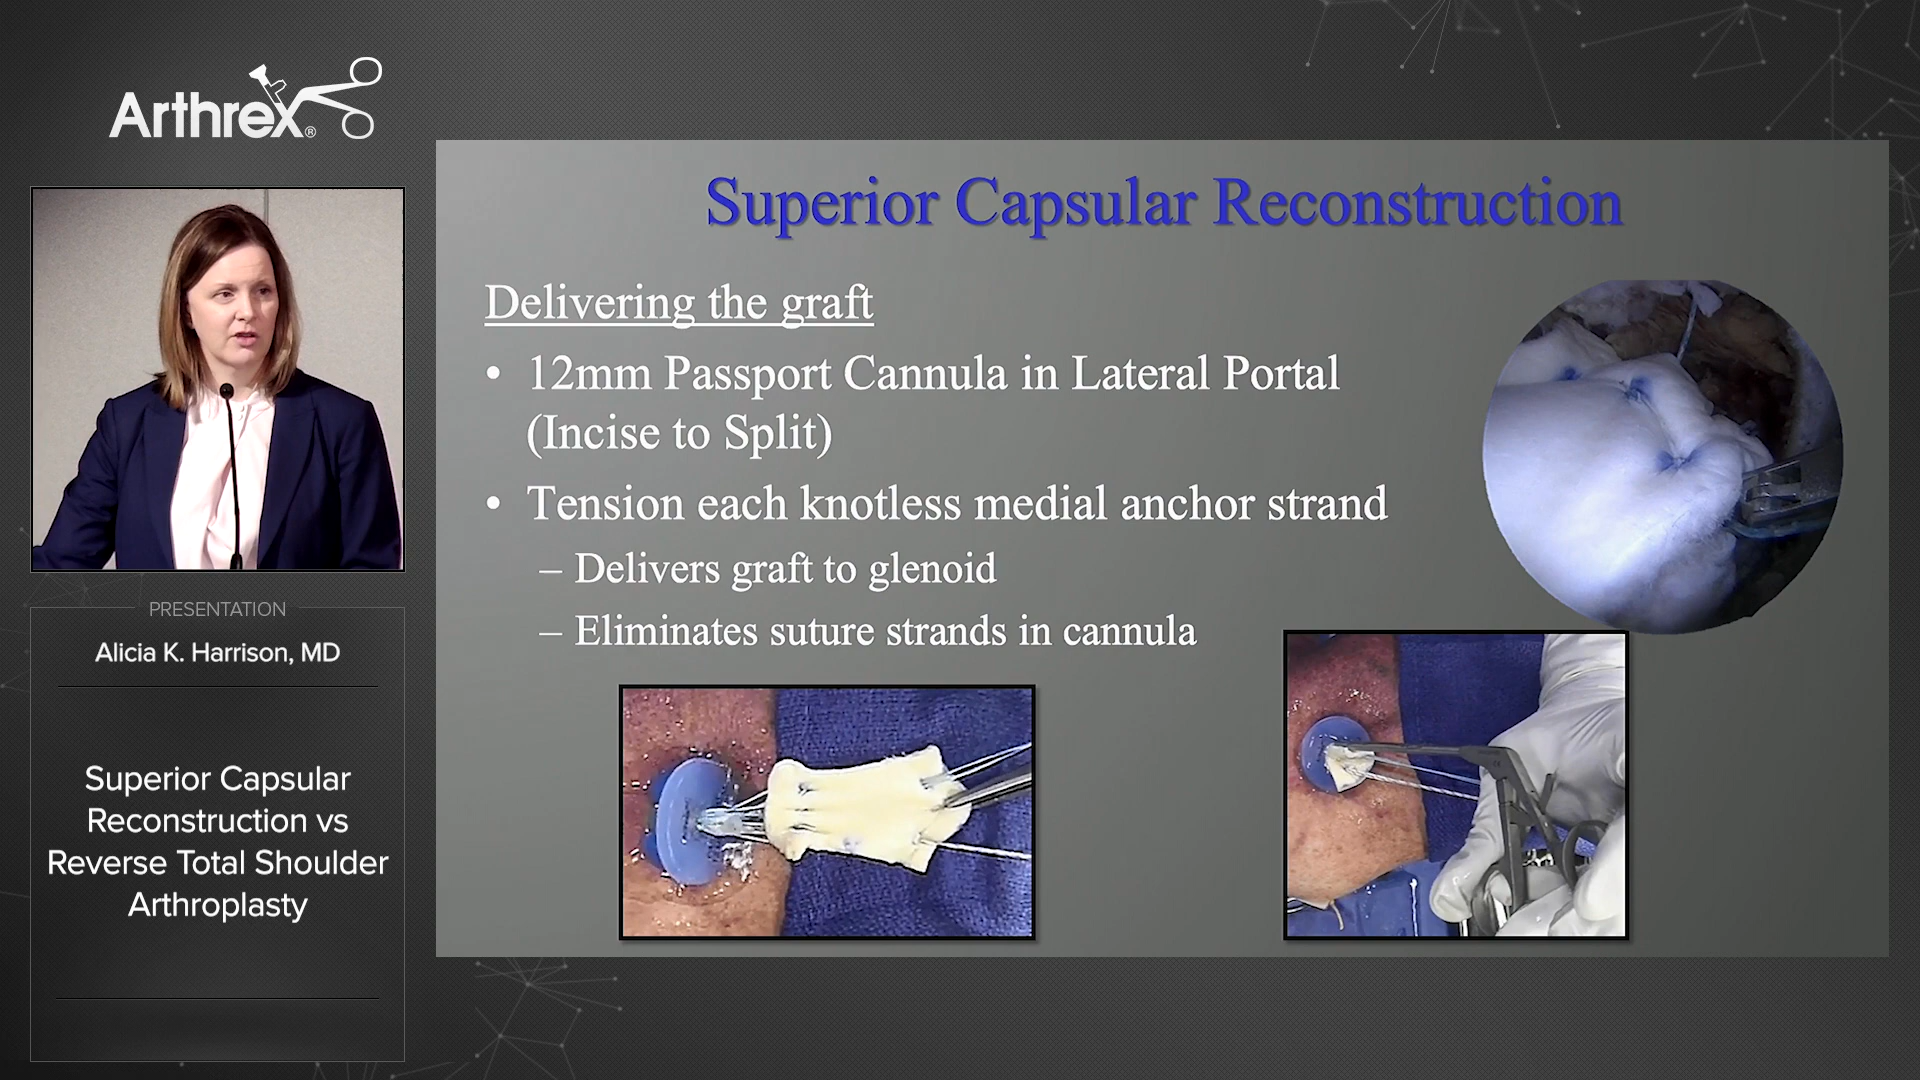 Arthrex®
PRESENTATION
Alicia K. Harrison, MD
Superior Capsular
Reconstruction vs
Reverse Total Shoulder
Arthroplasty
Superior Capsular Reconstruction
Delivering the graft
• 12mm Passport Cannula in Lateral Portal
(Incise to Split)
• Tension each knotless medial anchor strand
– Delivers graft to glenoid
– Eliminates suture strands in cannula